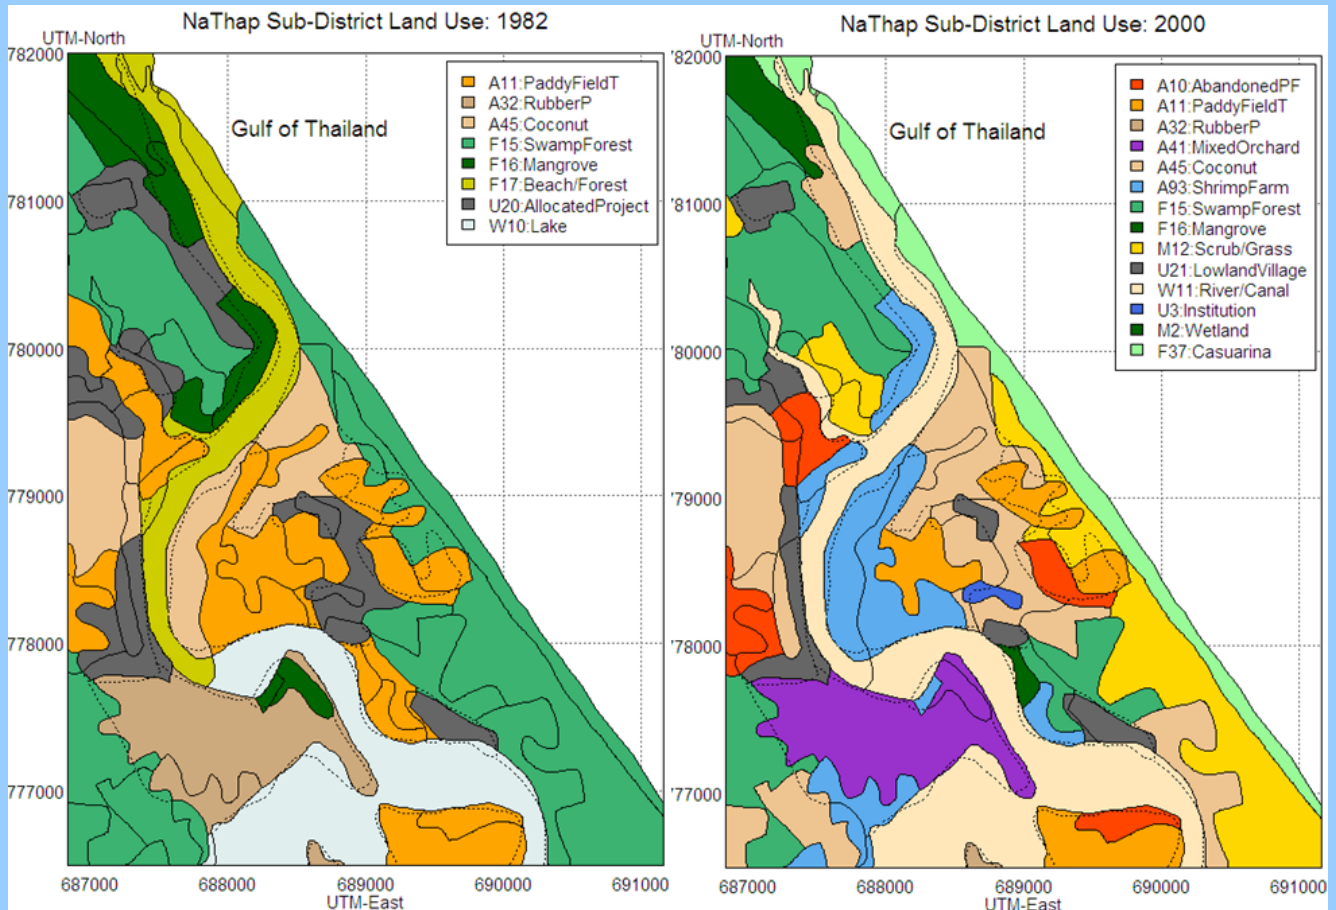 NaThap Sub-District Land Use: 1982
UTM-North
782000
781000
780000
779000
778000
777000
Gulf of Thailand
A11:PaddyFieldT
A32:RubberP
A45:Coconut
F15:SwampForest
F16:Mangrove
F17:Beach/Forest
U20:AllocatedProject
W10:Lake
687000 688000 689000 690000 691000
UTM-East
NaThap Sub-District Land Use: 2000
UTM-North
'82000
'81000
'80000
'79000
'78000
'77000
Gulf of Thailand
A10:AbandonedPF
A11:PaddyFieldT
A32:RubberP
A41:MixedOrchard
A45:Coconut
A93:ShrimpFarm
F15:SwampForest
F16:Mangrove
M12:Scrub/Grass
U21:LowlandVillage
W11:River/Canal
U3:Institution
M2:Wetland
F37:Casuarina
687000 688000 689000 690000 691000
UTM-East